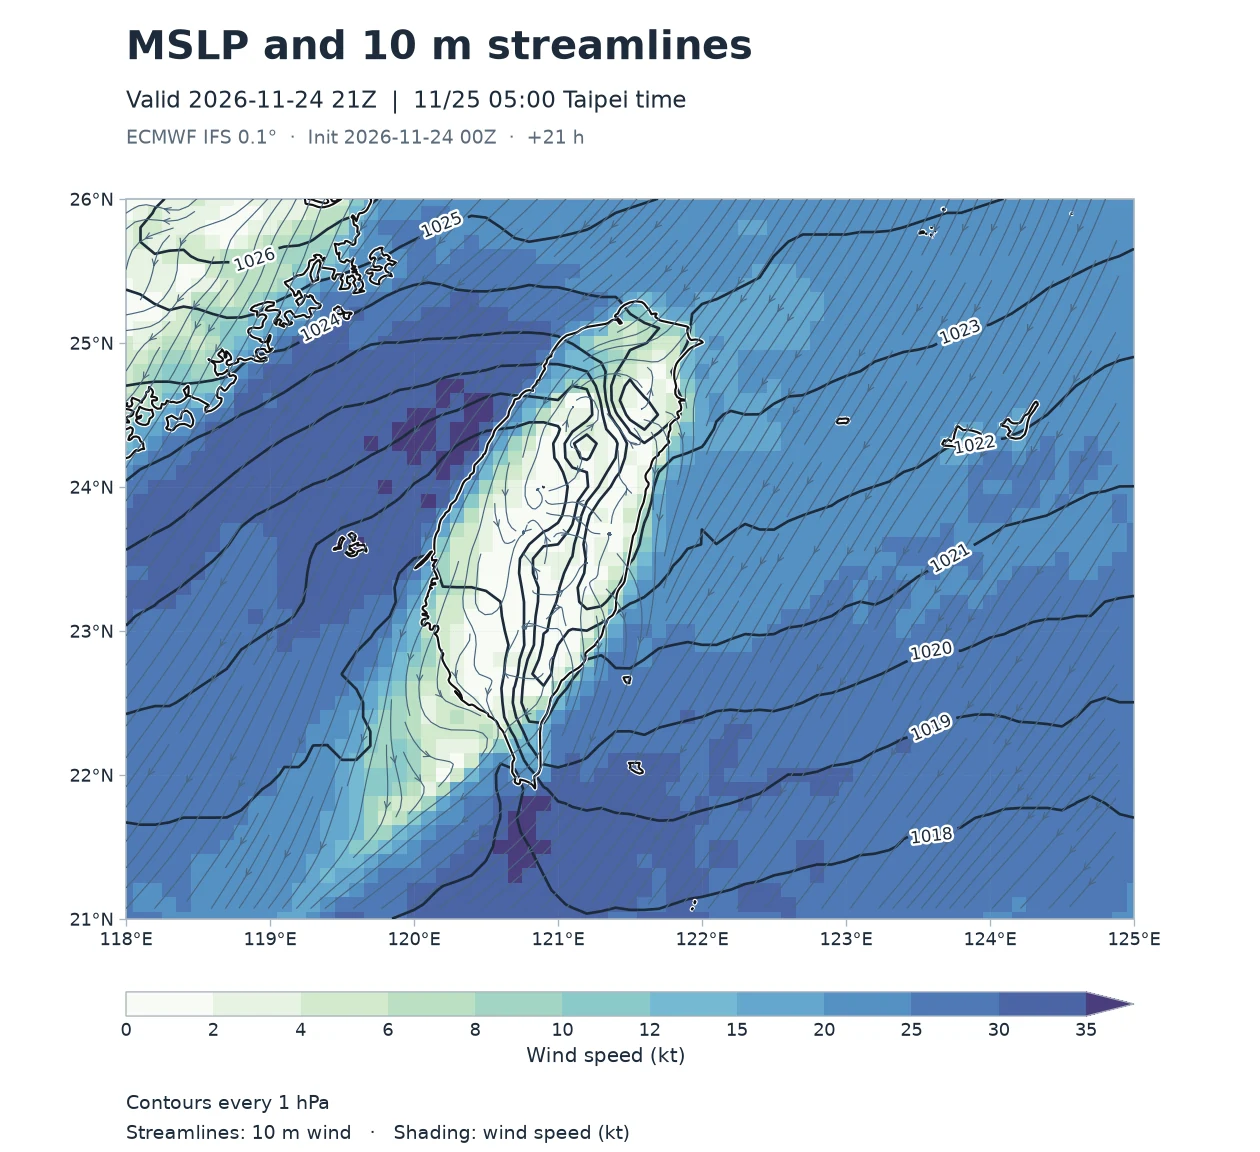 MSLP and 10 m streamlines
Valid 2026-11-24 21Z | 11/25 05:00 Taipei time
ECMWF IFS 0.1° · Init 2026-11-24 00Z · +21 h
26°N
25°N
24°N
23°N
22°N
21°N
1025
1026
1024
1023
1022
1021
1020
1019
1018
118°E 119°E 120°E 121°E 122°E 123°E 124°E 125°E
0 2 4 6 8 10 12 15 20 25 30 35
Wind speed (kt)
Contours every 1 hPa
Streamlines: 10 m wind · Shading: wind speed (kt)